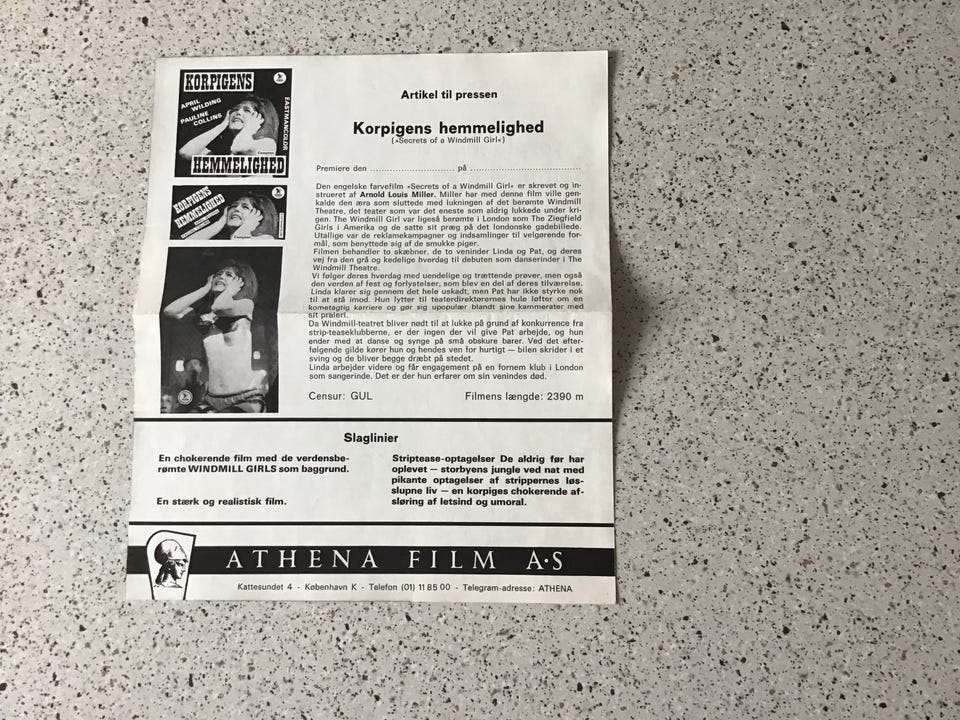 KORPIGENS
APRIL WILDING
PAULINE COLLINS
EASTMANCOLOR
HEMMELIGHED
KORPIGENS
HEMMELIGHED
Artikel til pressen
Korpigens hemmelighed
(»Secrets of a Windmill Girl«)
Premiere den .......................... på ..................................
Den engelske farvefilm »Secrets of a Windmill Girl« er skrevet og in-
strueret af Arnold Louis Miller. Miller har med denne film ville gen-
kalde den æra som sluttede med lukningen af det berømte Windmill
Theatre, det teater som var det eneste som aldrig lukkede under kri-
gen. The Windmill Girl var ligeså berømte i London som The Ziegfield
Girls i Amerika og de satte sit præg på det londonske gadebillede.
Utallige var de reklamekampagner og indsamlinger til velgørende for-
mål, som benyttede sig af de smukke piger.
Filmen behandler to skæbner, de to veninder Linda og Pat, og deres
vej fra den grå og kedelige hverdag til debuten som danserinder i The
Windmill Theatre.
Vi følger deres hverdag med uendelige og trættende prøver, men også
den verden af fest og forlystelser, som blev en del af deres tilværelse.
Linda klarer sig gennem det hele uskadt, men Pat har ikke styrke nok
til at stå imod. Hun lytter til teaterdirektørernes hule løfter om en
kometagtig karriere og gør sig upopulær blandt sine kammerater med
sit praleri.
Da Windmill-teatret bliver nødt til at lukke på grund af konkurrence fra
strip-teaseklubberne, er der ingen der vil give Pat arbejde, og hun
ender med at danse og synge på små obskure barer. Ved det efter-
følgende gilde kører hun og hendes ven for hurtigt — bilen skrider i et
sving og de bliver begge dræbt på stedet.
Linda arbejder videre og får engagement på en fornem klub i London
som sangerinde. Det er der hun erfarer om sin venindes død.
Censur: GUL
Filmens længde: 2390 m
Slaglinier
En chokerende film med de verdensbe-
rømte WINDMILL GIRLS som baggrund.
En stærk og realistisk film.
Striptease-optagelser De aldrig før har
oplevet — storbyens jungle ved nat med
pikante optagelser af strippernes løs-
slupne liv — en korpiges chokerende af-
sløring af letsind og umoral.
ATHENA FILM A·S
Kattesundet 4 - København K - Telefon (01) 11 85 00 - Telegram-adresse: ATHENA